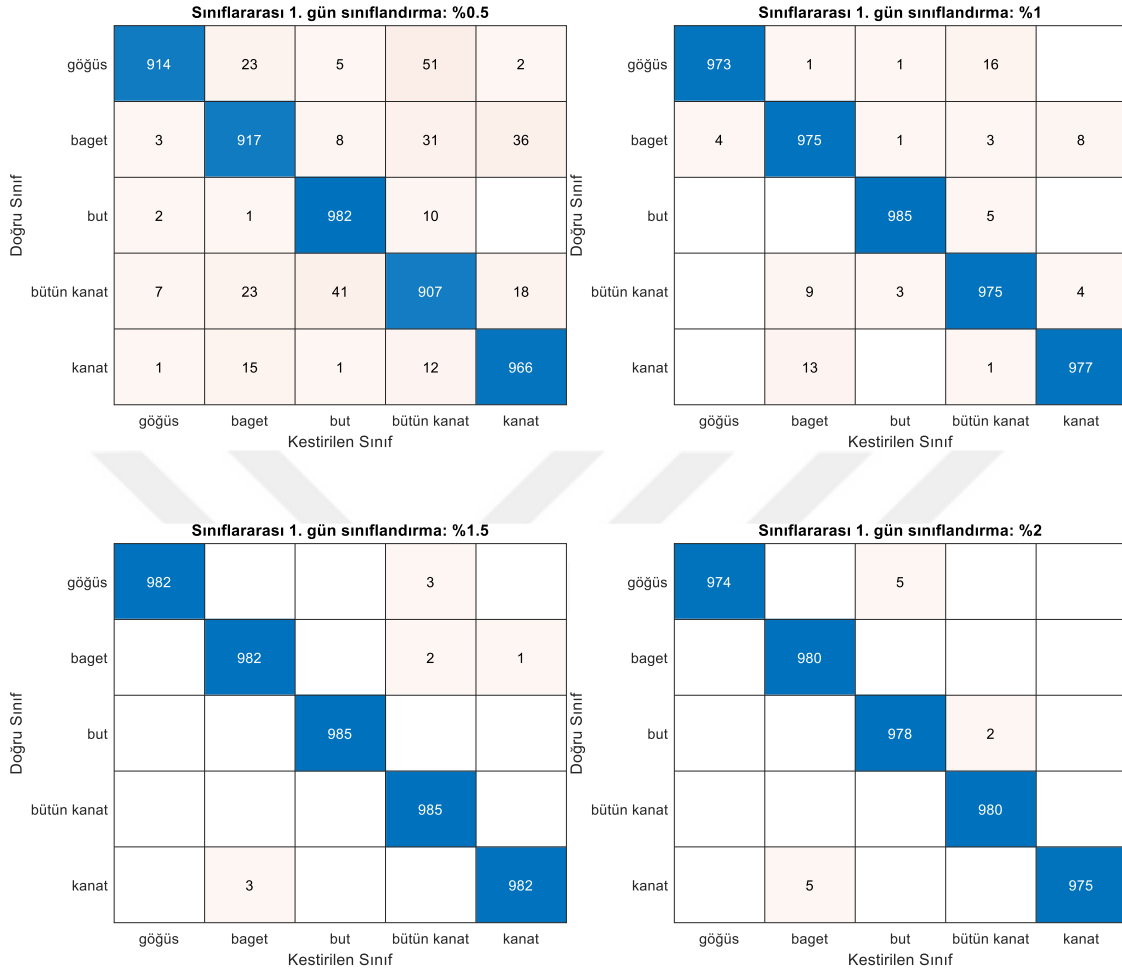 Sınıflararası 1. gün sınıflandırma: %0.5
Doğru Sınıf
göğüs 914 23 5 51 2
baget 3 917 8 31 36
but 2 1 982 10
bütün kanat 7 23 41 907 18
kanat 1 15 1 12 966
göğüs baget but bütün kanat kanat
Kestirilen Sınıf
Sınıflararası 1. gün sınıflandırma: %1
Doğru Sınıf
göğüs 973 1 1 16
baget 4 975 1 3 8
but 985 5
bütün kanat 9 3 975 4
kanat 13 1 977
göğüs baget but bütün kanat kanat
Kestirilen Sınıf
Sınıflararası 1. gün sınıflandırma: %1.5
Doğru Sınıf
göğüs 982 3
baget 982 2 1
but 985
bütün kanat 985
kanat 3 982
göğüs baget but bütün kanat kanat
Kestirilen Sınıf
Sınıflararası 1. gün sınıflandırma: %2
Doğru Sınıf
göğüs 974 5
baget 980
but 978 2
bütün kanat 980
kanat 5 975
göğüs baget but bütün kanat kanat
Kestirilen Sınıf